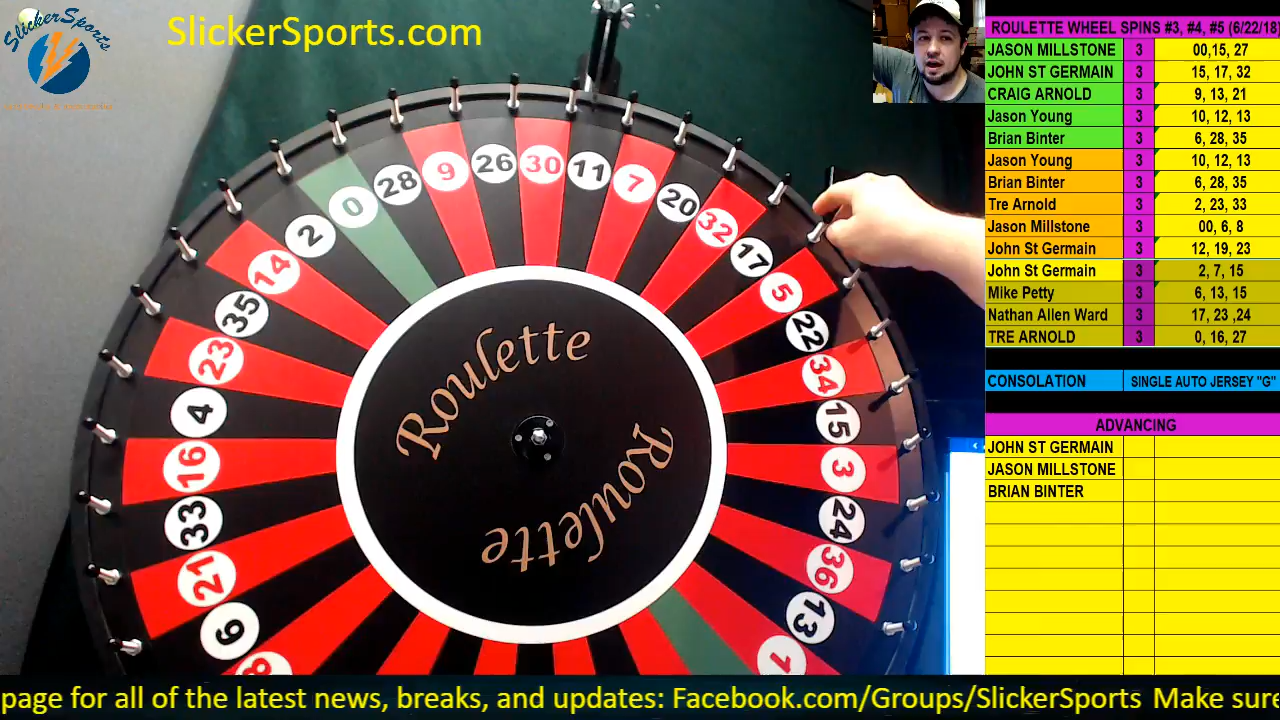 SlickerSports
SlickerSports.com
ROULETTE WHEEL SPINS #3, #4, #5 (6/22/18)
JASON MILLSTONE 3 00,15, 27
JOHN ST GERMAIN 3 15, 17, 32
CRAIG ARNOLD 3 9, 13, 21
Jason Young 3 10, 12, 13
Brian Binter 3 6, 28, 35
Jason Young 3 10, 12, 13
Brian Binter 3 6, 28, 35
Tre Arnold 3 2, 23, 33
Jason Millstone 3 00, 6, 8
John St Germain 3 12, 19, 23
John St Germain 3 2, 7, 15
Mike Petty 3 6, 13, 15
Nathan Allen Ward 3 17, 23 ,24
TRE ARNOLD 3 0, 16, 27
CONSOLATION SINGLE AUTO JERSEY "G"
ADVANCING
JOHN ST GERMAIN
JASON MILLSTONE
BRIAN BINTER
6
21
33
16
4
23
35
14
2
0
28
9
26
30
11
7
20
32
17
5
22
34
15
3
24
36
13
1
Roulette
Roulette
page for all of the latest news, breaks, and updates: Facebook.com/Groups/SlickerSports Make sure